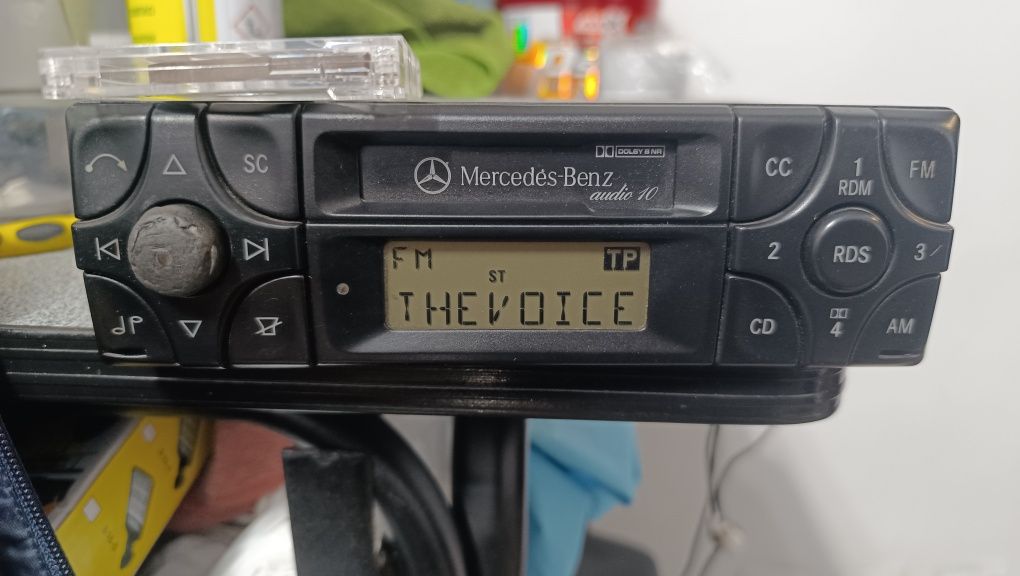 SC
DOLBY B NR
Mercedes-Benz
audio 10
CC
1
RDM
FM
FM
TP
ST
THEVOICE
2
RDS
3
CD
4
AM